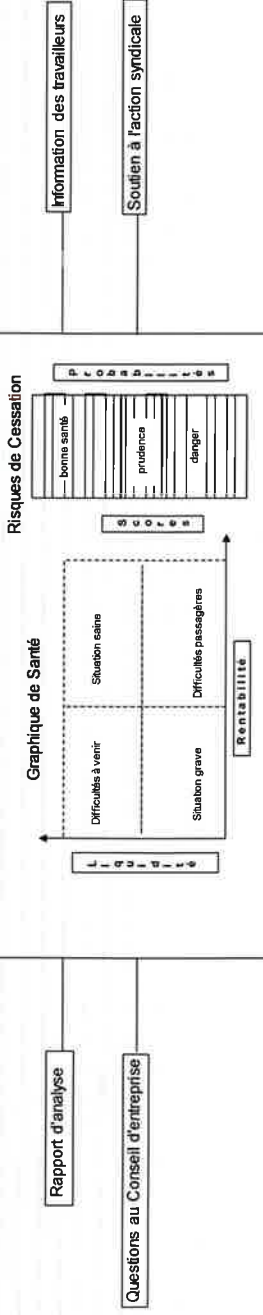 Rapport d'analyse
Questions au Conseil d'entreprise
Graphique de Santé
Liquidité
Difficultés à venir
Situation saine
Situation grave
Difficultés passagères
Rentabilité
Risques de Cessation
Scores
bonne santé
prudence
danger
Probabilités
Information des travailleurs
Soutien à l'action syndicale